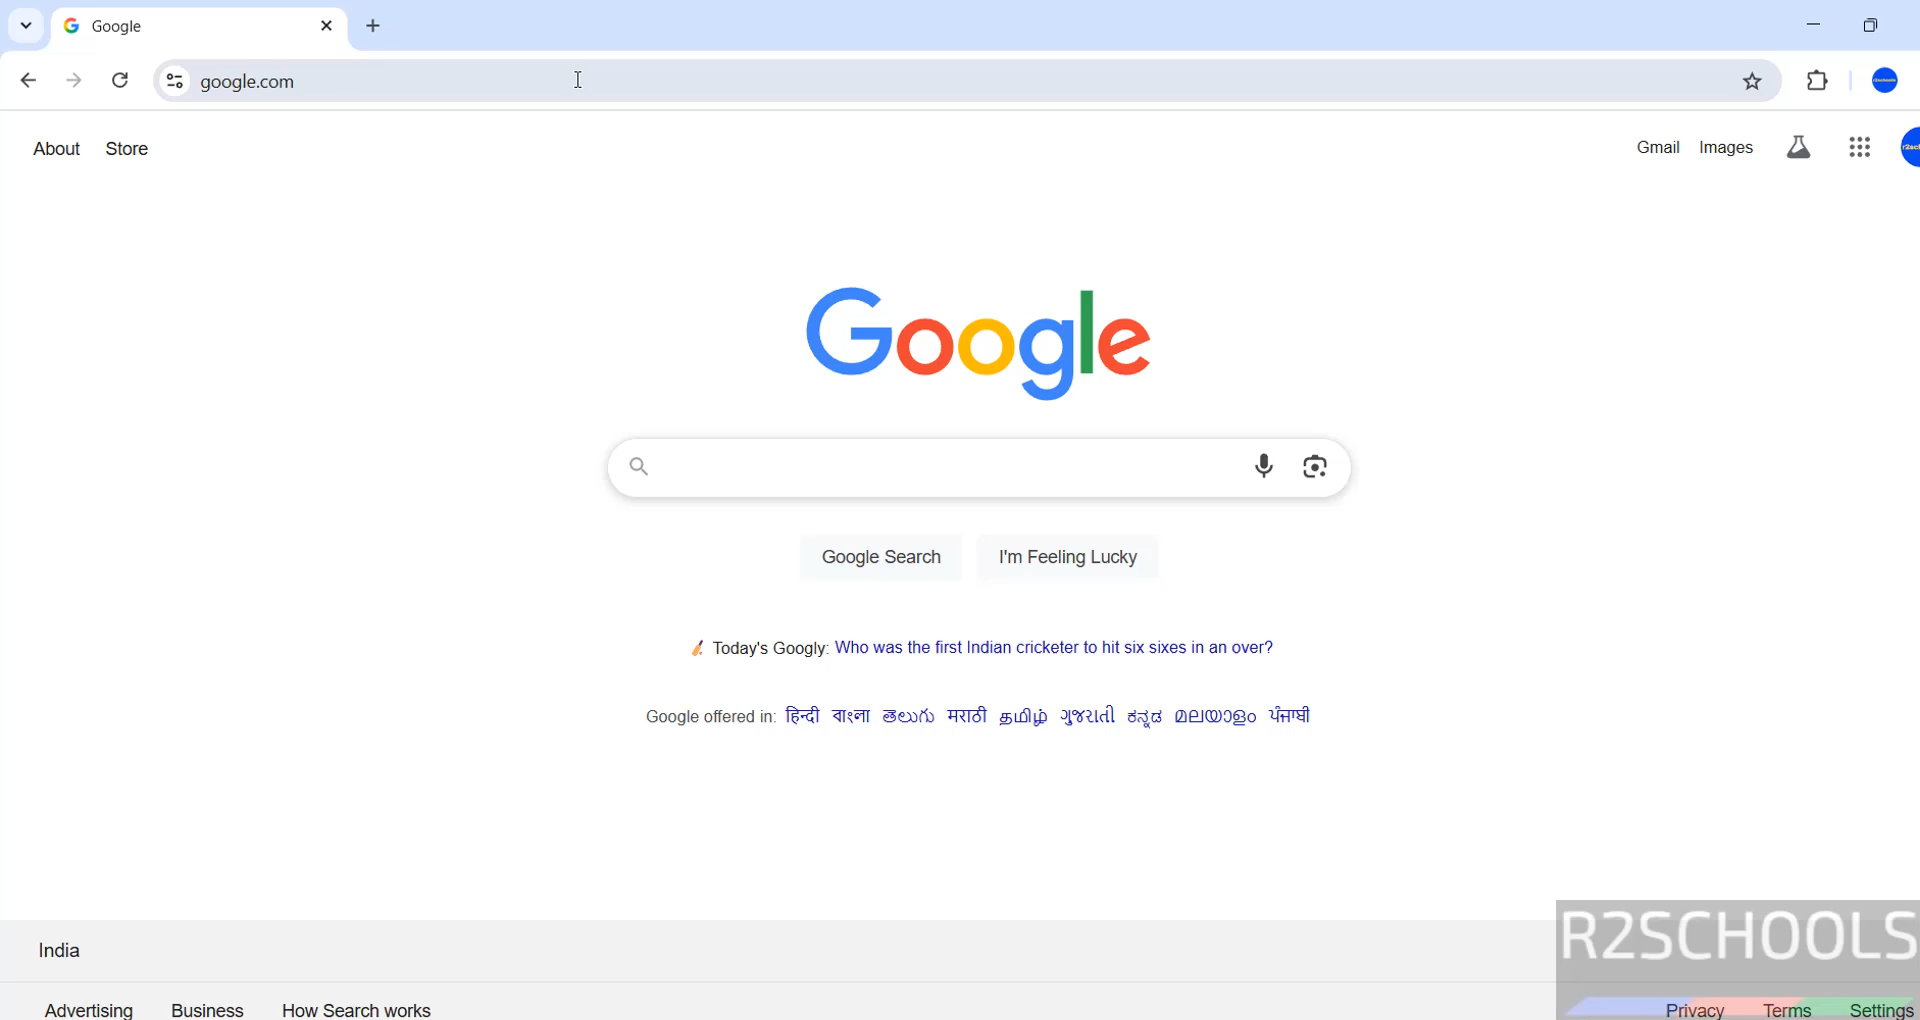 Google
google.com
About Store
Gmail Images
Google
Google Search I'm Feeling Lucky
Today's Googly: Who was the first Indian cricketer to hit six sixes in an over?
Google offered in: हिन्दी বাংলা తెలుగు मराठी தமிழ் ગુજરાતી ಕನ್ನಡ മലയാളം ਪੰਜਾਬੀ
India
R2SCHOOLS
Advertising Business How Search works
Privacy Terms Settings